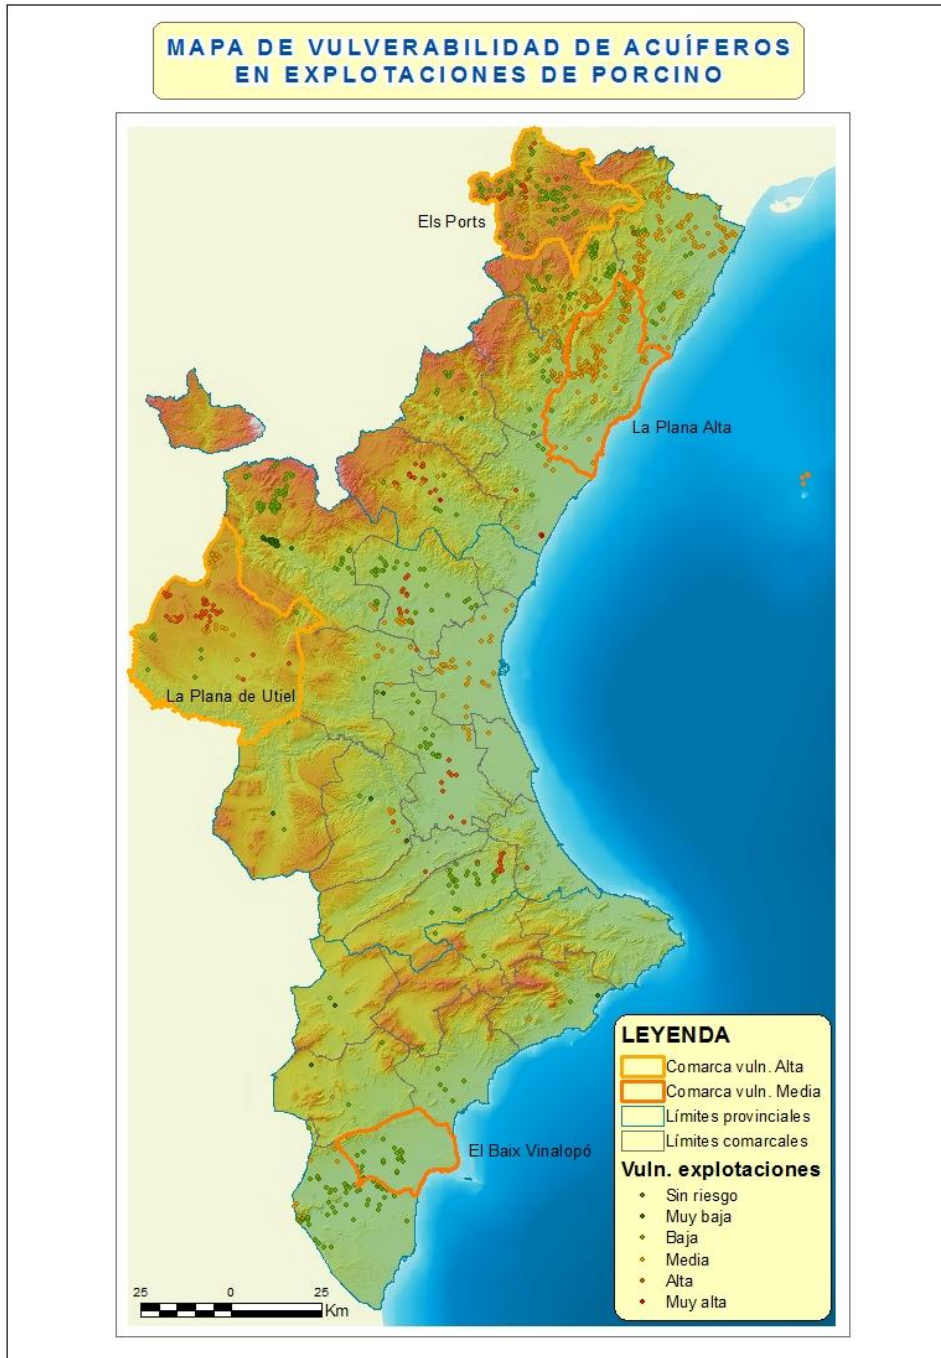 MAPA DE VULVERABILIDAD DE ACUÍFEROS
EN EXPLOTACIONES DE PORCINO
Els Ports
La Plana Alta
La Plana de Utiel
El Baix Vinalopó
LEYENDA
Comarca vuln. Alta
Comarca vuln. Media
Límites provinciales
Límites comarcales
Vuln. explotaciones
Sin riesgo
Muy baja
Baja
Media
Alta
Muy alta
25 0 25
Km